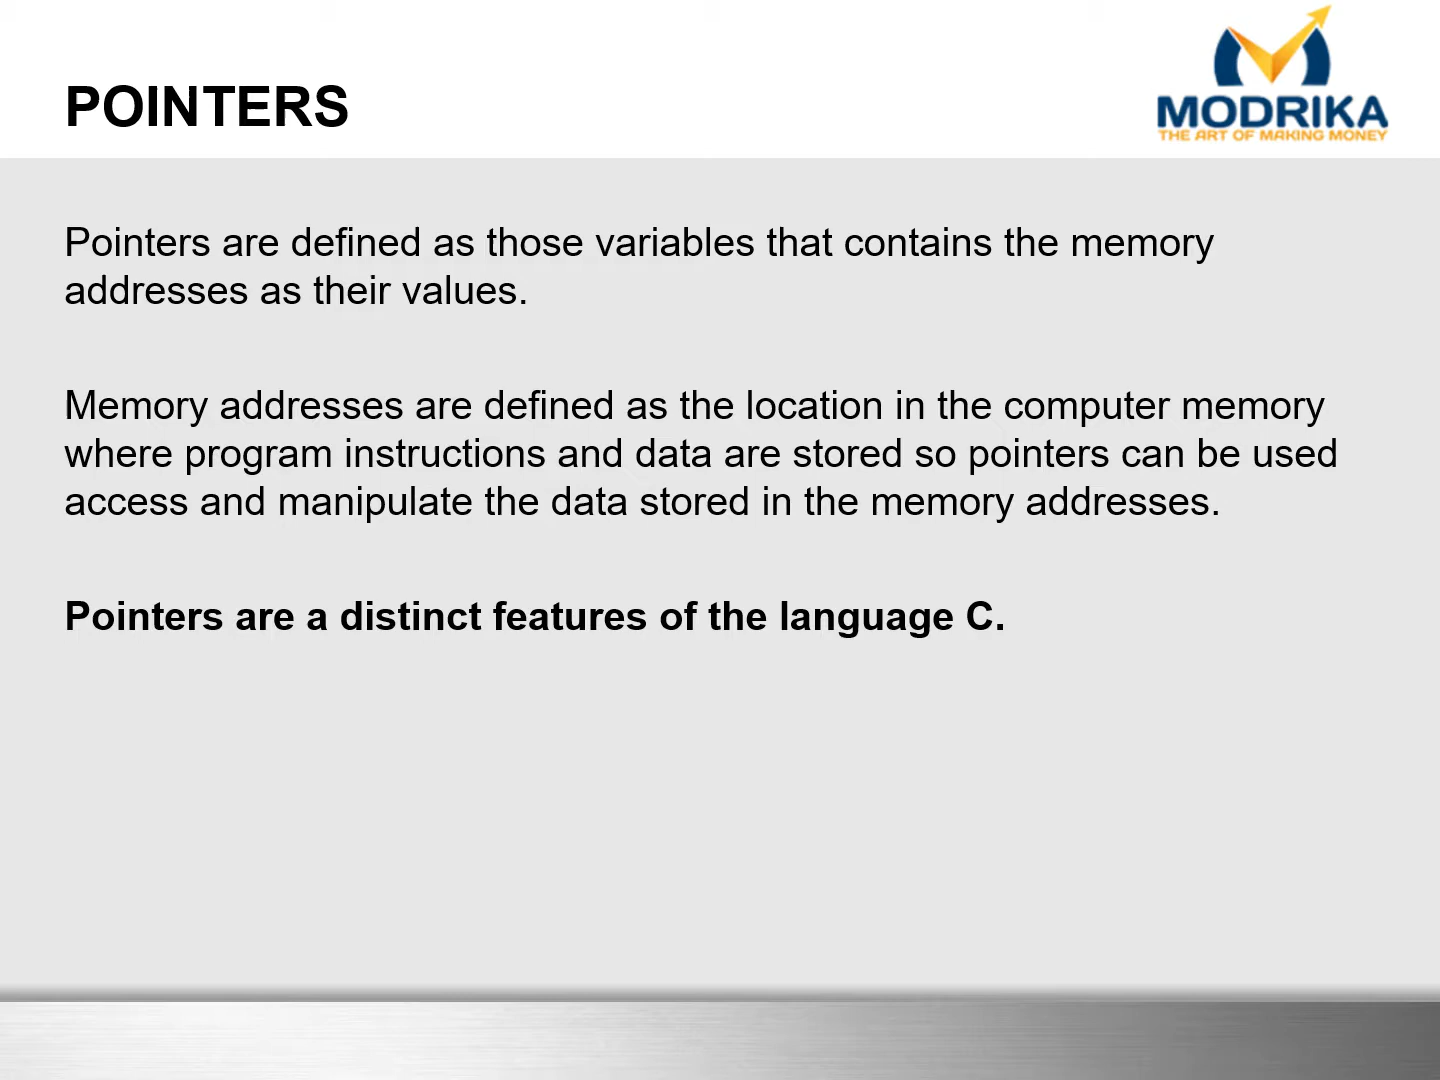 POINTERS
MODRIKA
THE ART OF MAKING MONEY
Pointers are defined as those variables that contains the memory
addresses as their values.
Memory addresses are defined as the location in the computer memory
where program instructions and data are stored so pointers can be used
access and manipulate the data stored in the memory addresses.
Pointers are a distinct features of the language C.